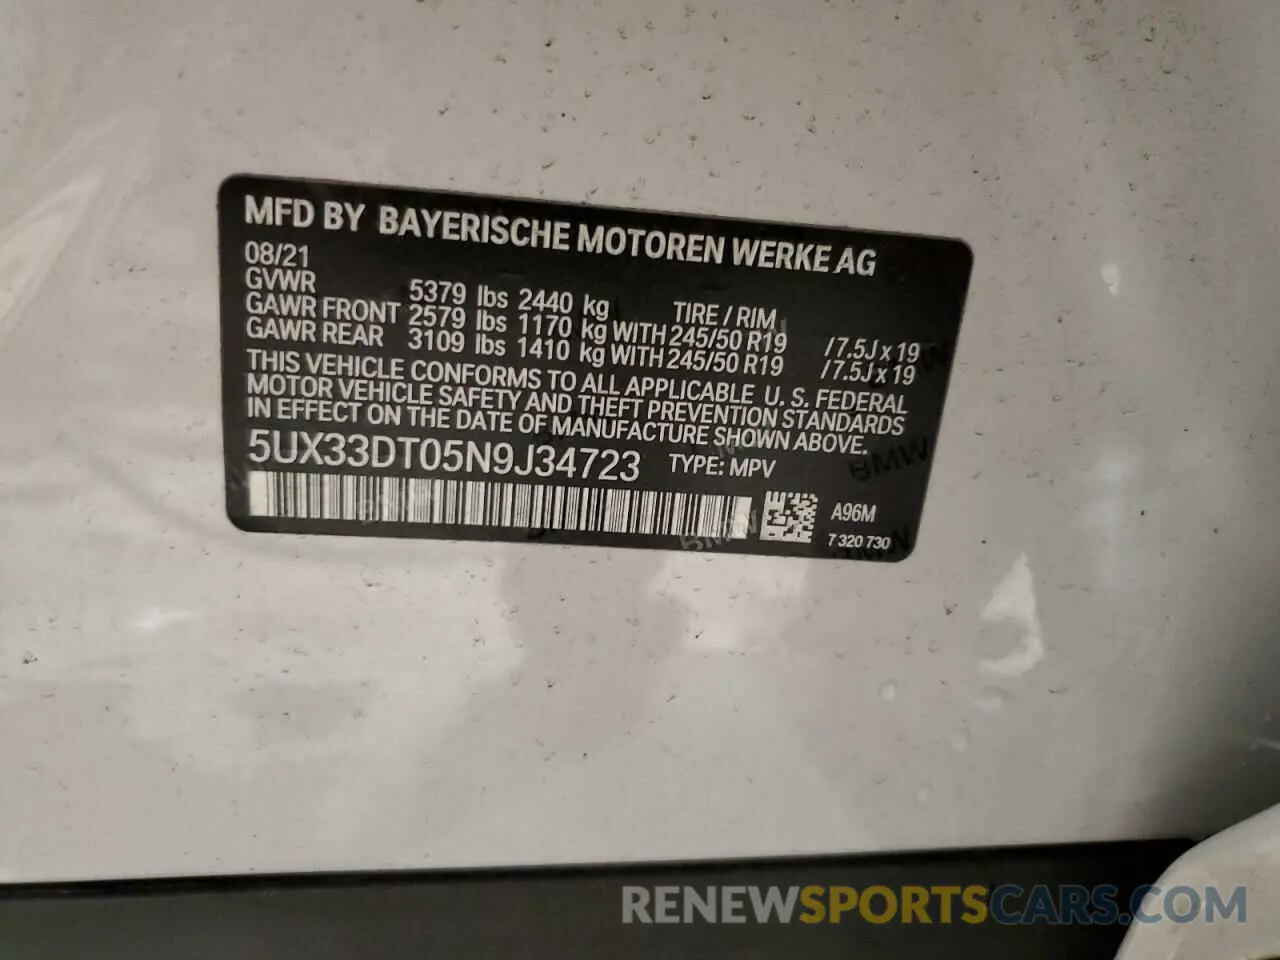 MFD BY BAYERISCHE MOTOREN WERKE AG
08/21
GVWR 5379 lbs 2440 kg TIRE / RIM
GAWR FRONT 2579 lbs 1170 kg WITH 245/50 R19 /7.5J x 19
GAWR REAR 3109 lbs 1410 kg WITH 245/50 R19 /7.5J x 19
THIS VEHICLE CONFORMS TO ALL APPLICABLE U. S. FEDERAL
MOTOR VEHICLE SAFETY AND THEFT PREVENTION STANDARDS
IN EFFECT ON THE DATE OF MANUFACTURE SHOWN ABOVE.
5UX33DT05N9J34723 TYPE: MPV
BMW
A96M
7 320 730
RENEWSPORTSCARS.COM